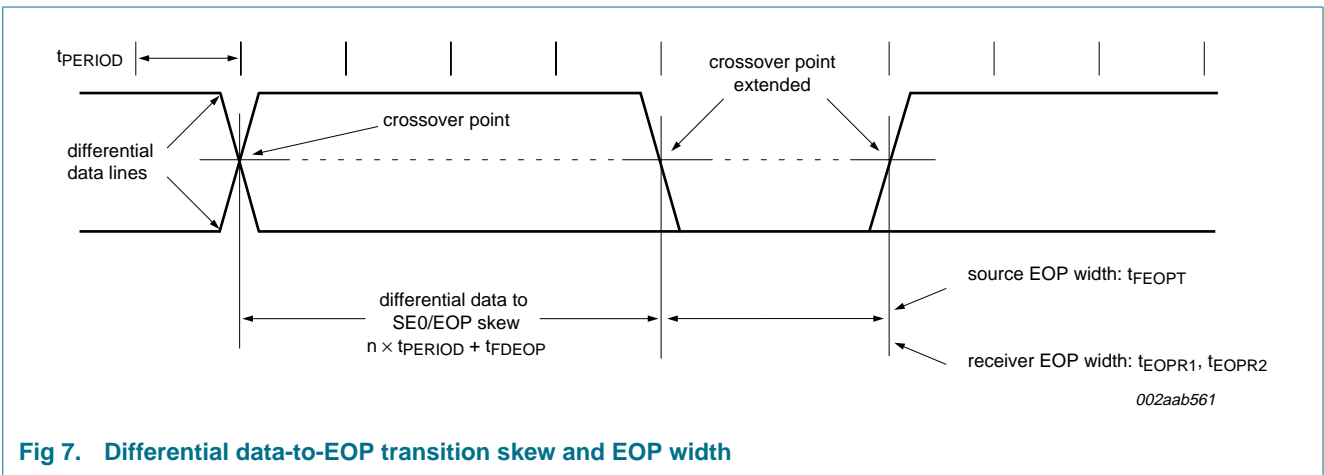 tPERIOD
crossover point
extended
crossover point
differential
data lines
source EOP width: tFEOPT
differential data to
SE0/EOP skew
n × tPERIOD + tFDEOP
receiver EOP width: tEOPR1, tEOPR2
002aab561
Fig 7. Differential data-to-EOP transition skew and EOP width